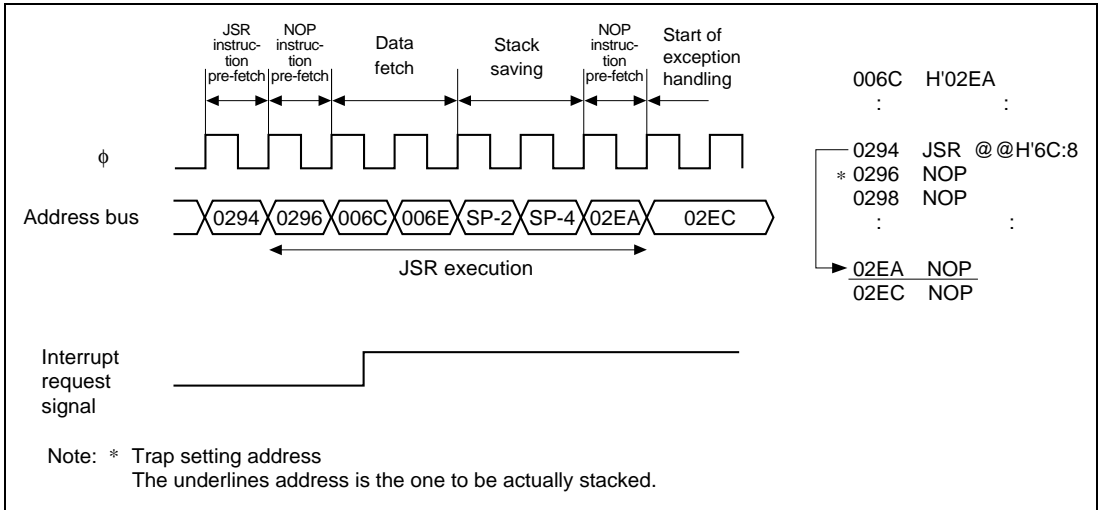 JSR
instruc-
tion
pre-fetch
NOP
instruc-
tion
pre-fetch
Data
fetch
Stack
saving
NOP
instruc-
tion
pre-fetch
Start of
exception
handling
φ
Address bus
0294 0296 006C 006E SP-2 SP-4 02EA 02EC
JSR execution
Interrupt
request
signal
006C H'02EA
: :
0294 JSR @@H'6C:8
* 0296 NOP
0298 NOP
: :
02EA NOP
02EC NOP
Note: * Trap setting address
The underlines address is the one to be actually stacked.